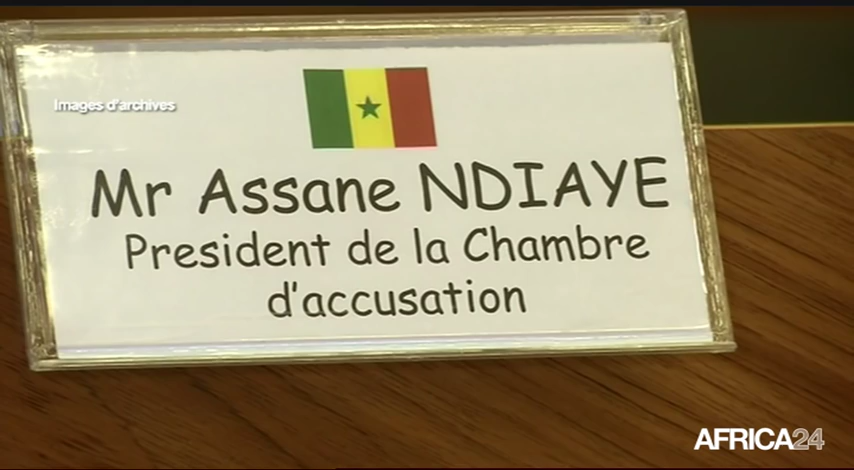 Images d'archives
Mr Assane NDIAYE
President de la Chambre
d'accusation
AFRICA24